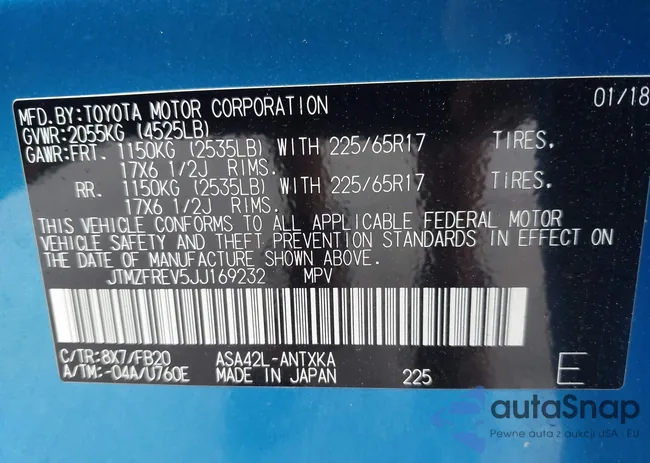 MFD.BY:TOYOTA MOTOR CORPORATION 01/18
GVWR:2055KG (4525LB)
GAWR:FRT. 1150KG (2535LB) WITH 225/65R17 TIRES,
17X6 1/2J RIMS.
RR. 1150KG (2535LB) WITH 225/65R17 TIRES,
17X6 1/2J RIMS.
THIS VEHICLE CONFORMS TO ALL APPLICABLE FEDERAL MOTOR
VEHICLE SAFETY AND THEFT PREVENTION STANDARDS IN EFFECT ON
THE DATE OF MANUFACTURE SHOWN ABOVE.
JTMZFREV5JJ169232 MPV
C/TR:8X7/FB20 ASA42L-ANTXKA
A/TM:-04A/U760E MADE IN JAPAN 225 E
autaSnap
Pewne auta z aukcji USA - EU